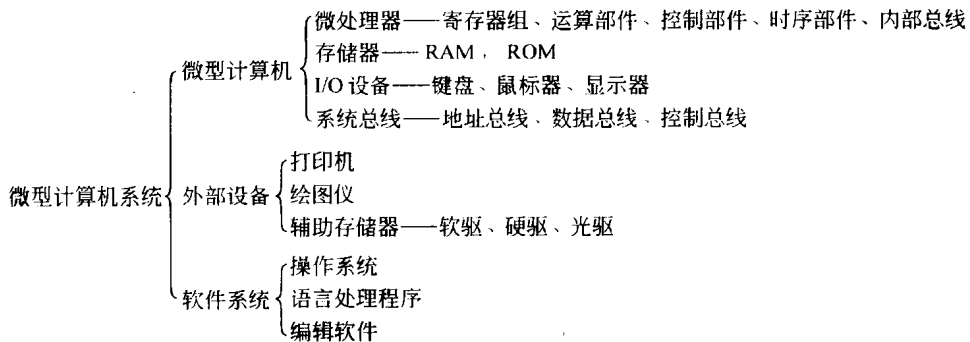 微处理器——寄存器组、运算部件、控制部件、时序部件、内部总线
存储器——RAM, ROM
微型计算机
I/O 设备——键盘、鼠标器、显示器
系统总线——地址总线、数据总线、控制总线
打印机
微型计算机系统 外部设备 绘图仪
辅助存储器——软驱、硬驱、光驱
操作系统
软件系统 语言处理程序
编辑软件